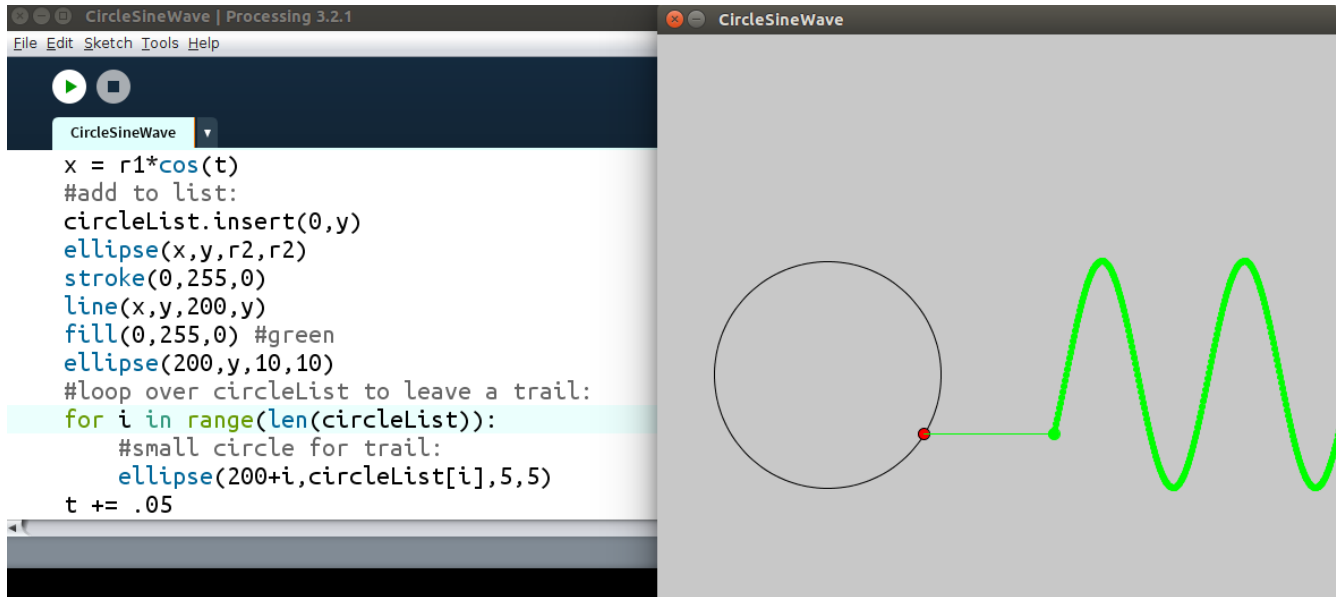 CircleSineWave | Processing 3.2.1
File Edit Sketch Tools Help
CircleSineWave
x = r1*cos(t)
#add to list:
circleList.insert(0,y)
ellipse(x,y,r2,r2)
stroke(0,255,0)
line(x,y,200,y)
fill(0,255,0) #green
ellipse(200,y,10,10)
#loop over circleList to leave a trail:
for i in range(len(circleList)):
    #small circle for trail:
    ellipse(200+i,circleList[i],5,5)
t += .05
CircleSineWave